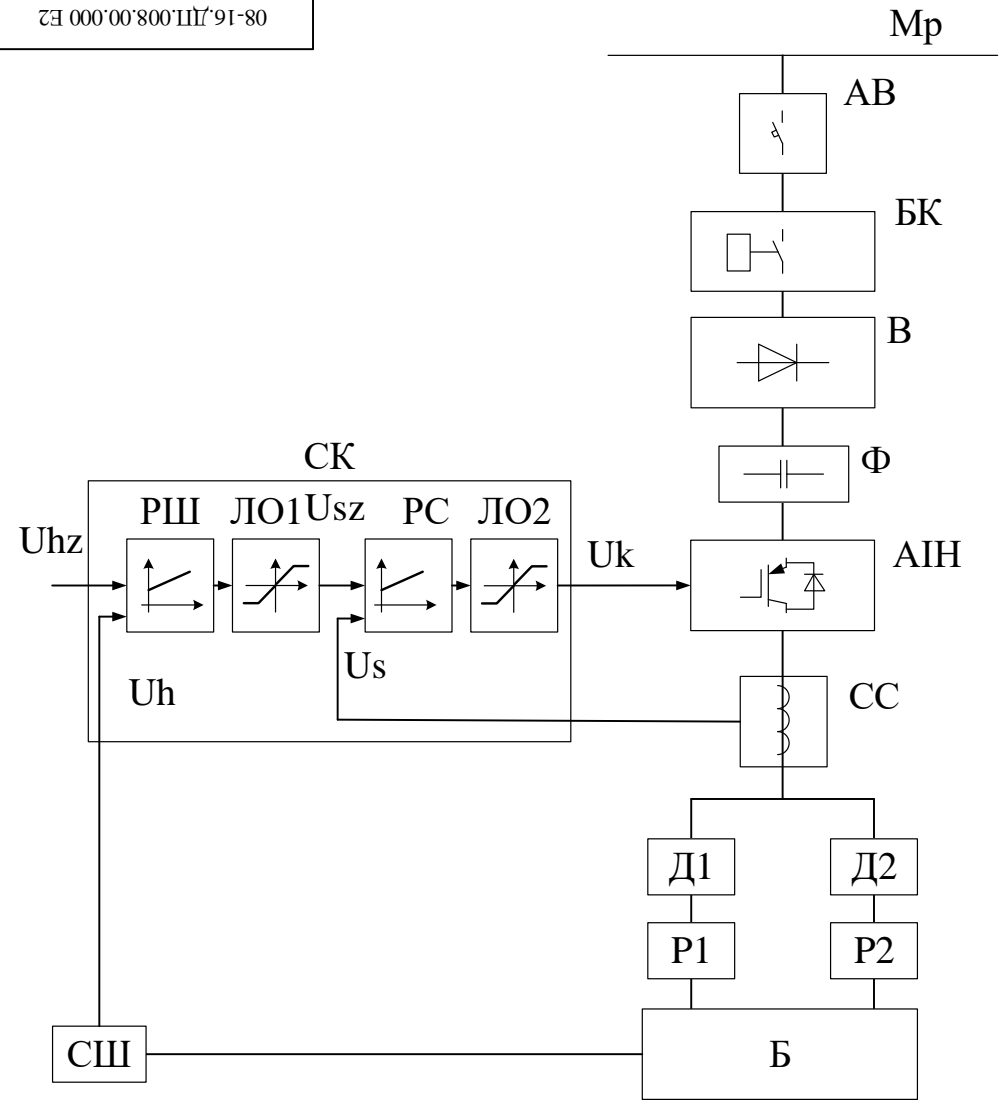 08-16.ДП.008.00.000 Е2
Мр
АВ
БК
В
Ф
СК
РШ ЛО1 Usz РС ЛО2
Uhz
Uk
АІН
Us
Uh
СС
Д1 Д2
Р1 Р2
СШ
Б